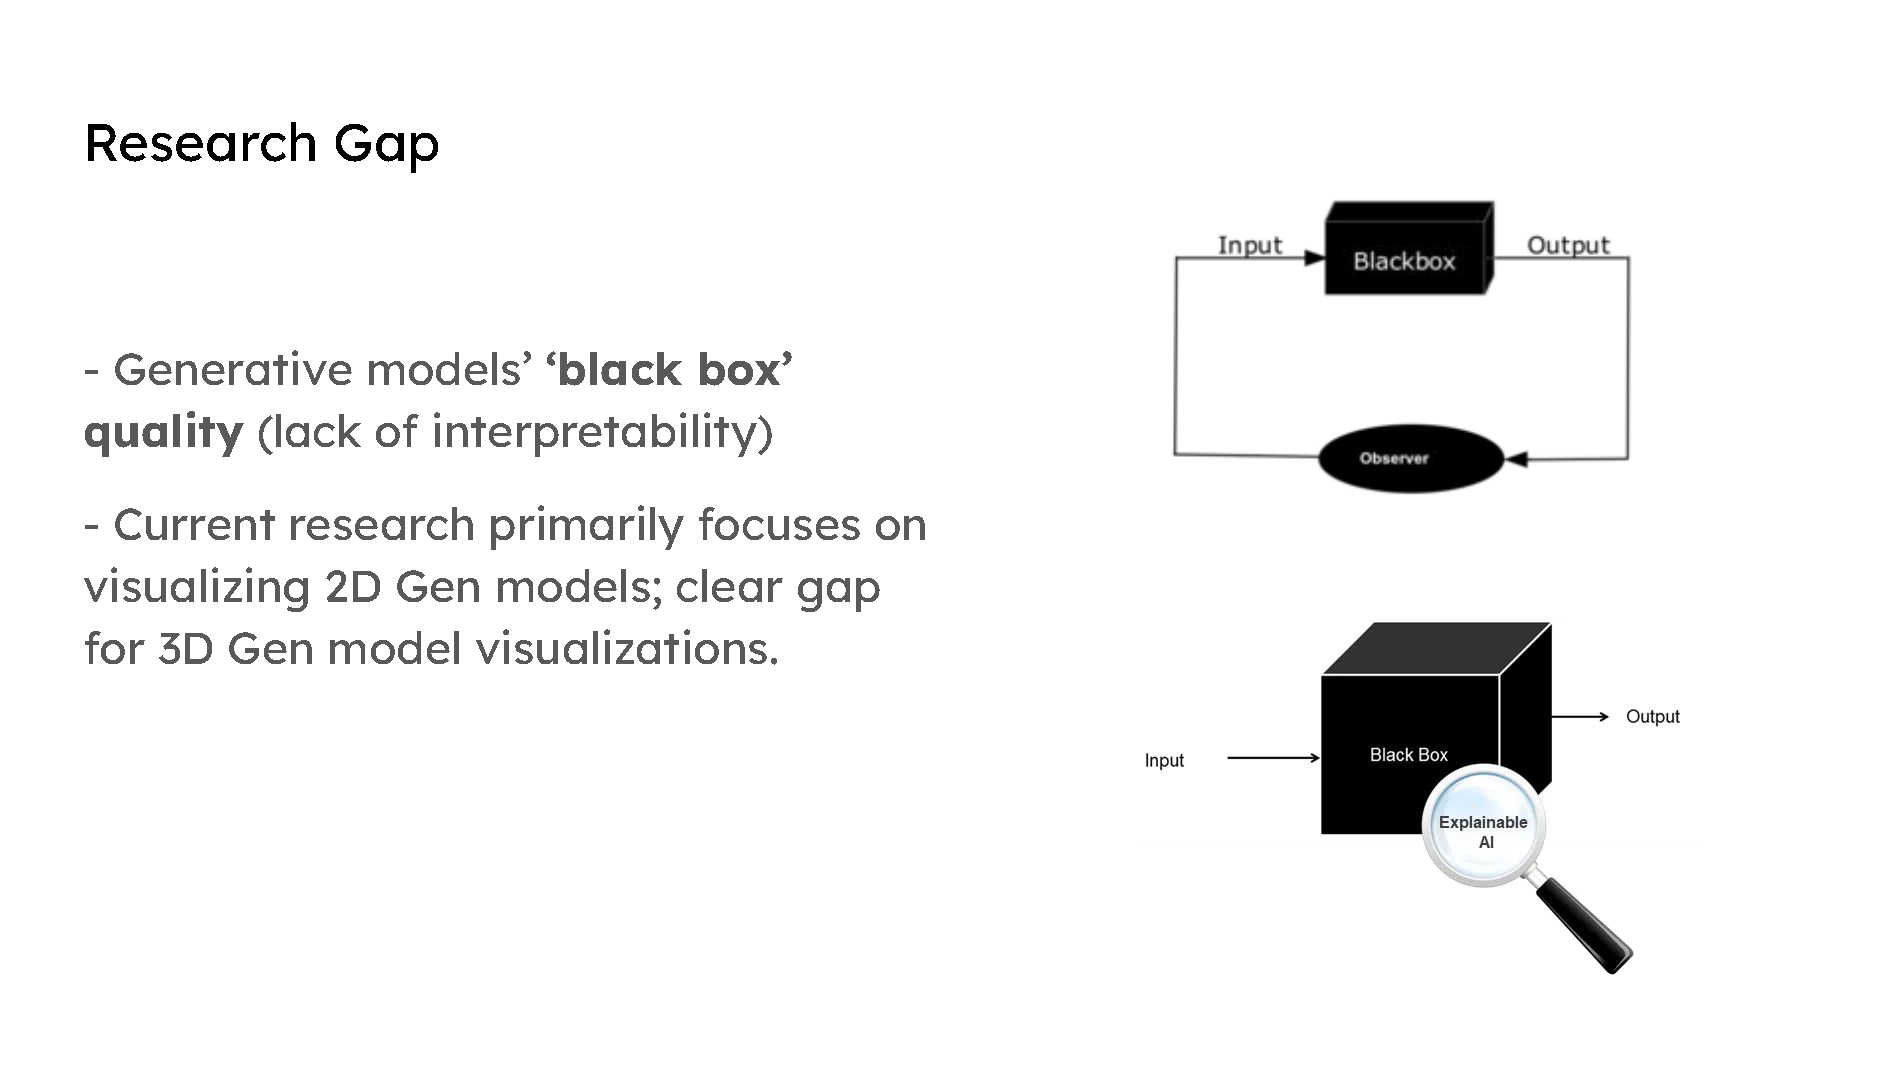 Research Gap
- Generative models’ ‘black box’
quality (lack of interpretability)
- Current research primarily focuses on
visualizing 2D Gen models; clear gap
for 3D Gen model visualizations.
Input
Blackbox
Output
Observer
Input
Black Box
Output
Explainable
AI